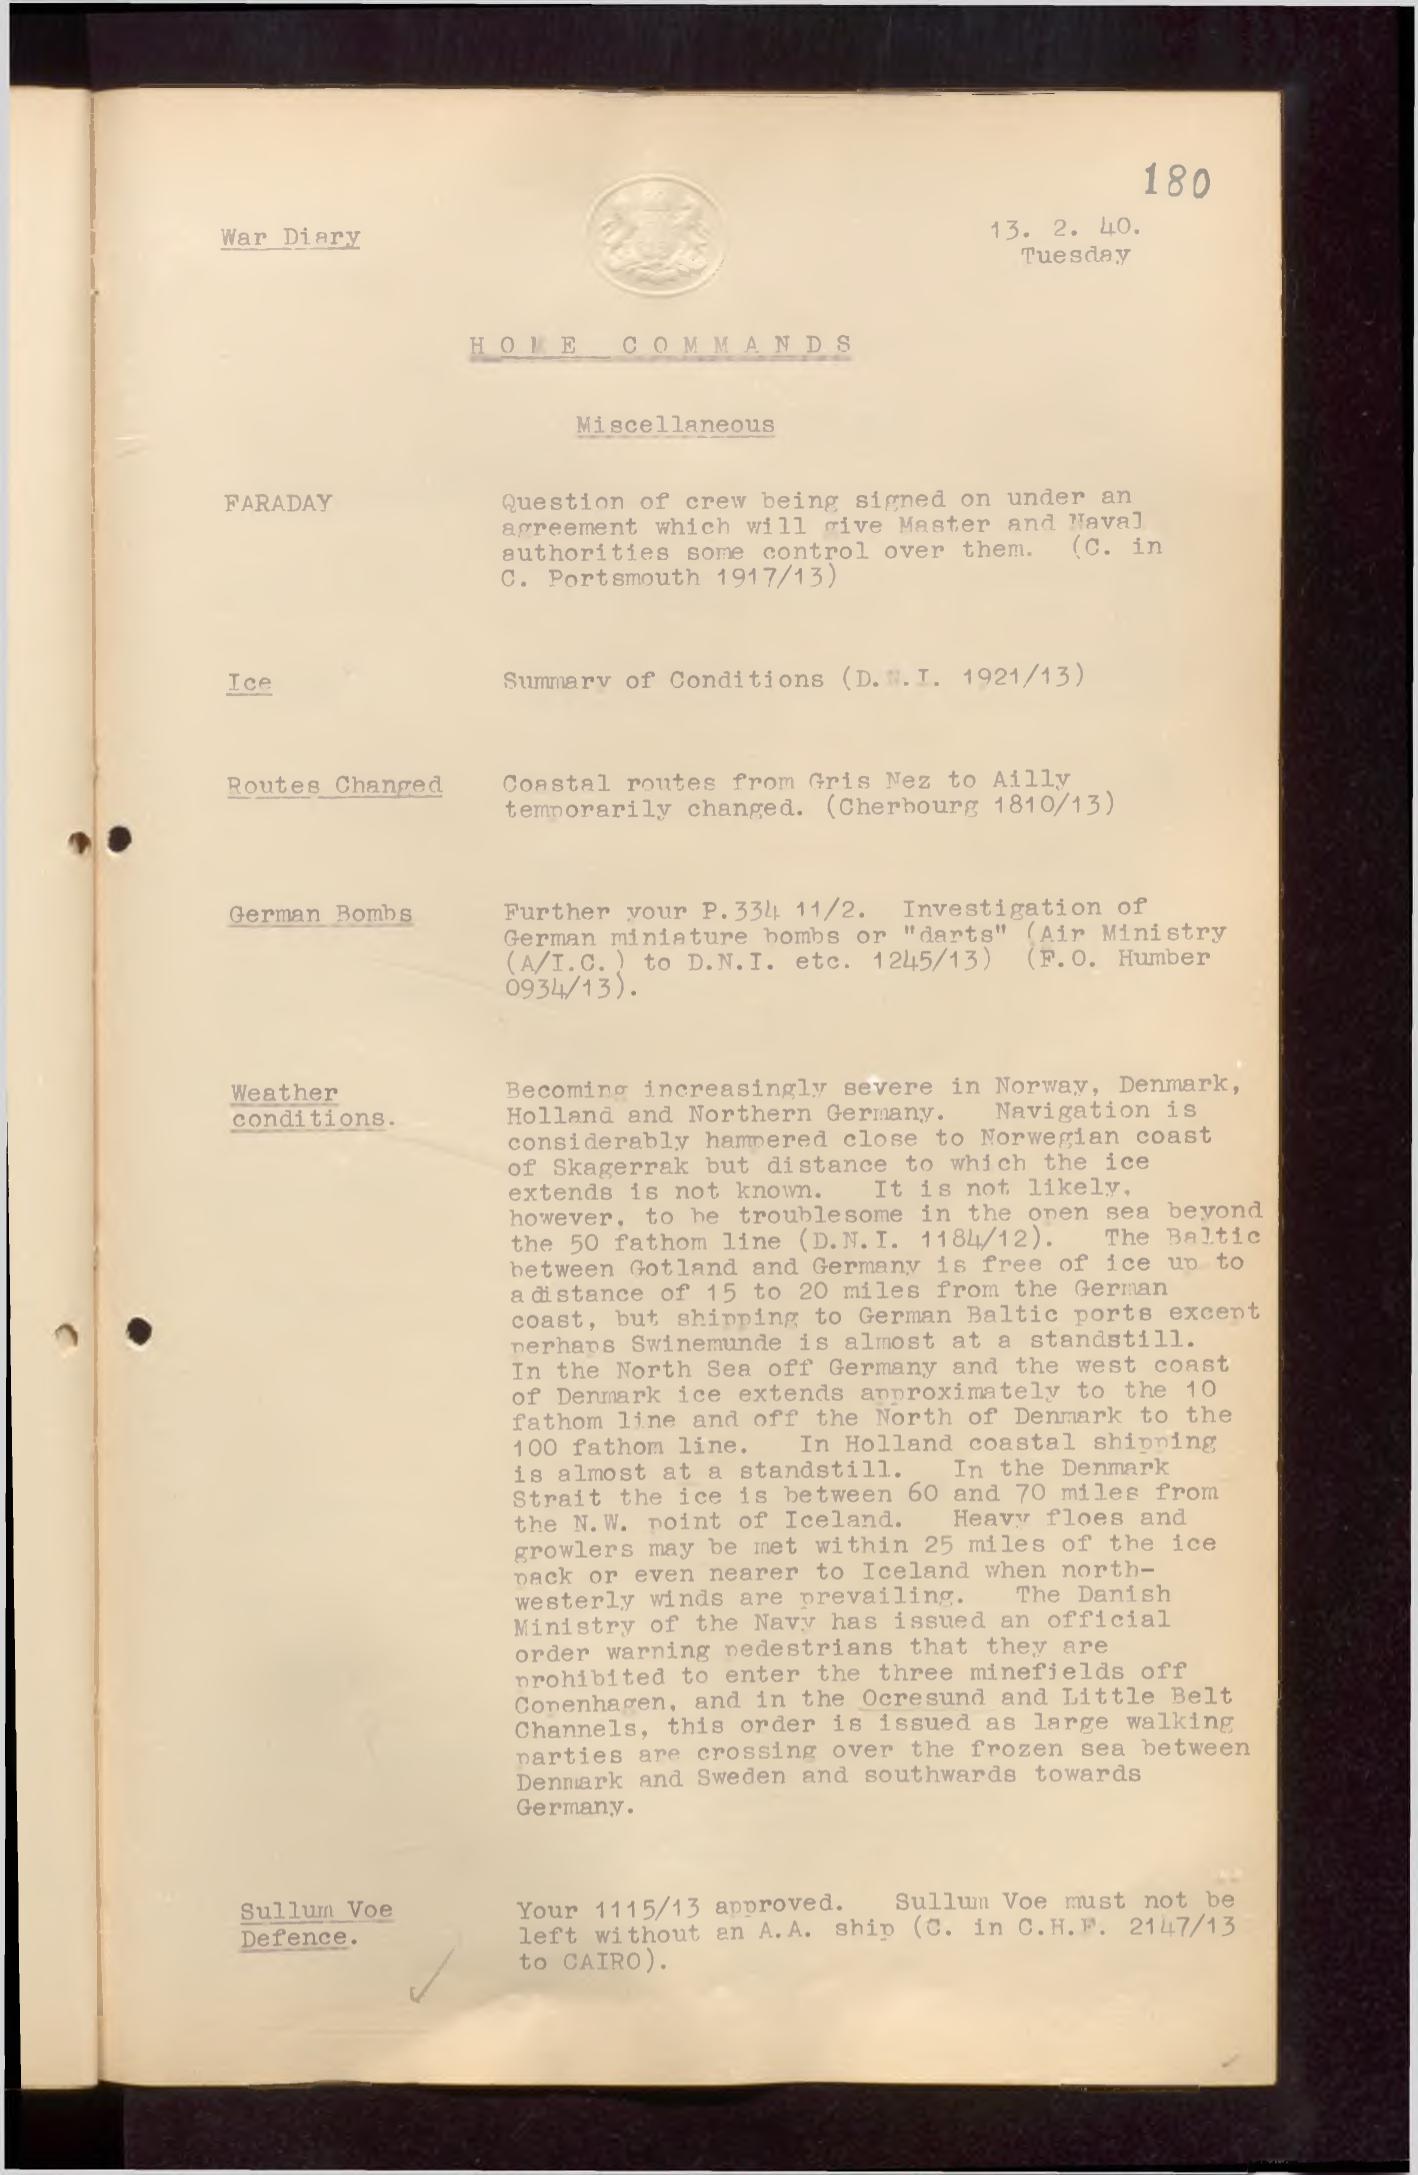 180
War Diary
13. 2. 40.
Tuesday
HOME COMMANDS
Miscellaneous
FARADAY
Question of crew being signed on under an
agreement which will give Master and Naval
authorities some control over them. (C. in
C. Portsmouth 1917/13)
Ice
Summary of Conditions (D.N.I. 1921/13)
Routes Changed
Coastal routes from Gris Nez to Ailly
temporarily changed. (Cherbourg 1810/13)
German Bombs
Further your P.334 11/2. Investigation of
German miniature bombs or "darts" (Air Ministry
(A/I.C.) to D.N.I. etc. 1245/13) (F.O. Humber
0934/13).
Weather
conditions.
Becoming increasingly severe in Norway, Denmark,
Holland and Northern Germany. Navigation is
considerably hampered close to Norwegian coast
of Skagerrak but distance to which the ice
extends is not known. It is not likely,
however, to be troublesome in the open sea beyond
the 50 fathom line (D.N.I. 1184/12). The Baltic
between Gotland and Germany is free of ice up to
a distance of 15 to 20 miles from the German
coast, but shipping to German Baltic ports except
perhaps Swinemunde is almost at a standstill.
In the North Sea off Germany and the west coast
of Denmark ice extends approximately to the 10
fathom line and off the North of Denmark to the
100 fathom line. In Holland coastal shipping
is almost at a standstill. In the Denmark
Strait the ice is between 60 and 70 miles from
the N.W. point of Iceland. Heavy floes and
growlers may be met within 25 miles of the ice
pack or even nearer to Iceland when north-
westerly winds are prevailing. The Danish
Ministry of the Navy has issued an official
order warning pedestrians that they are
prohibited to enter the three minefields off
Copenhagen, and in the Ocresund and Little Belt
Channels, this order is issued as large walking
parties are crossing over the frozen sea between
Denmark and Sweden and southwards towards
Germany.
Sullum Voe
Defence.
Your 1115/13 approved. Sullum Voe must not be
left without an A.A. ship (C. in C.H.F. 2147/13
to CAIRO).